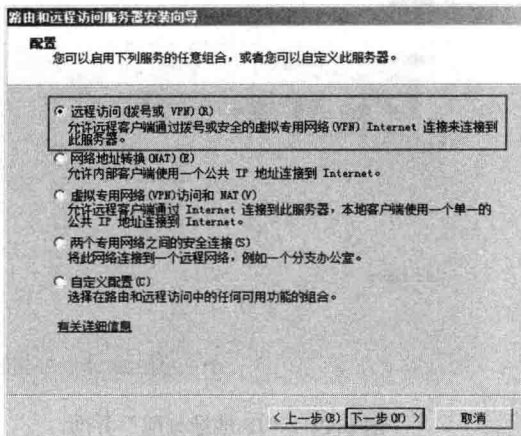 路由和远程访问服务器安装向导
配置
您可以启用下列服务的任意组合，或者您可以自定义此服务器。
远程访问(拨号或 VPN)(R)
允许远程客户端通过拨号或安全的虚拟专用网络(VPN) Internet 连接来连接到
此服务器。
网络地址转换(NAT)(E)
允许内部客户端使用一个公共 IP 地址连接到 Internet。
虚拟专用网络(VPN)访问和 NAT(V)
允许远程客户端通过 Internet 连接到此服务器，本地客户端使用一个单一的
公共 IP 地址连接到 Internet。
两个专用网络之间的安全连接(S)
将此网络连接到一个远程网络，例如一个分支办公室。
自定义配置(C)
选择在路由和远程访问中的任何可用功能的组合。
有关详细信息
<上一步(B) 下一步(N)> 取消